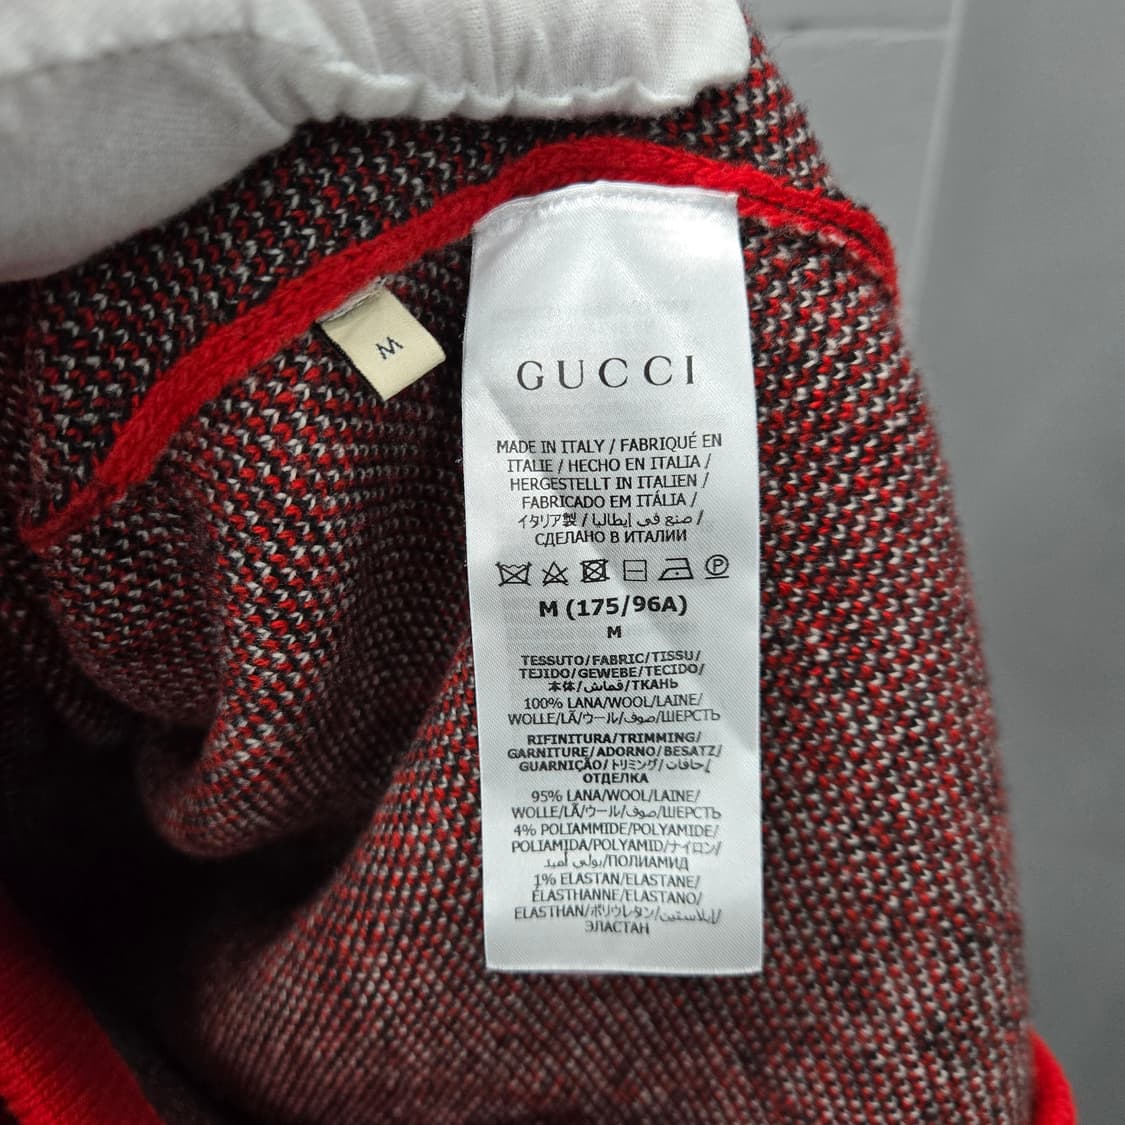 M
GUCCI
MADE IN ITALY / FABRIQUÉ EN
ITALIE / HECHO EN ITALIA /
HERGESTELLT IN ITALIEN /
FABRICADO EM ITÁLIA /
イタリア製 / صنع في إيطاليا /
СДЕЛАНО В ИТАЛИИ
P
M (175/96A)
M
TESSUTO/FABRIC/TISSU/
TEJIDO/GEWEBE/TECIDO/
本体/قماش/ТКАНЬ
100% LANA/WOOL/LAINE/
WOLLE/LÃ/ウール/صوف/ШЕРСТЬ
RIFINITURA/TRIMMING/
GARNITURE/ADORNO/BESATZ/
GUARNIÇÃO/トリミング/حافات/
ОТДЕЛКА
95% LANA/WOOL/LAINE/
WOLLE/LÃ/ウール/صوف/ШЕРСТЬ
4% POLIAMMIDE/POLYAMIDE/
POLIAMIDA/POLYAMID/ナイロン/
بولي أميد/ПОЛИАМИД
1% ELASTAN/ELASTANE/
ÉLASTHANNE/ELASTANO/
ELASTHAN/ポリウレタン/إيلاستين/
ЭЛАСТАН